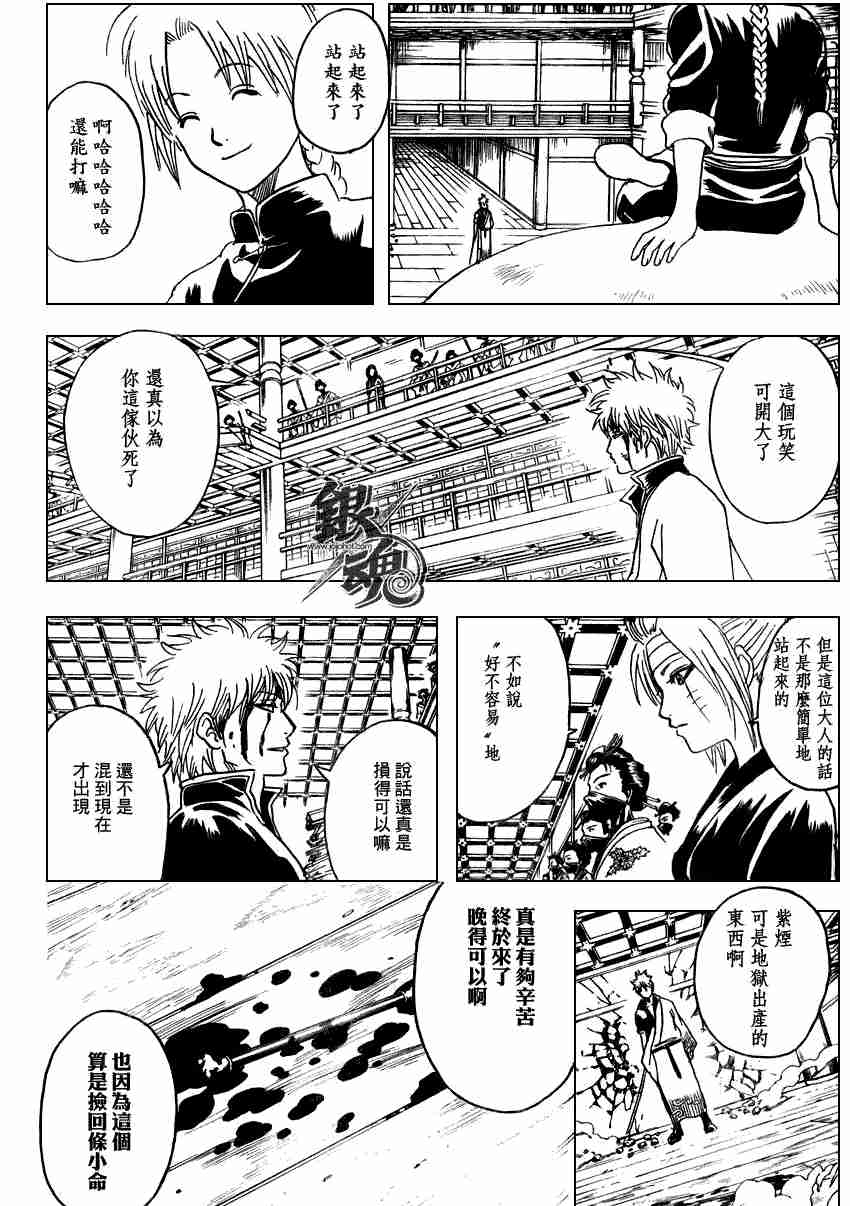 站起來了
站起來了
啊哈哈哈哈哈
還能打嘛
這個玩笑
可開大了
還真以為
你這傢伙死了
銀魂
但是這位大人的話
不是那麼簡單地
站起來的
不如說
〝好不容易〞地
說話還真是
損得可以嘛
還不是
混到現在
才出現
紫煙
可是地獄出產的
東西啊
真是有夠辛苦
終於來了
晚得可以啊
也因為這個
算是撿回條小命